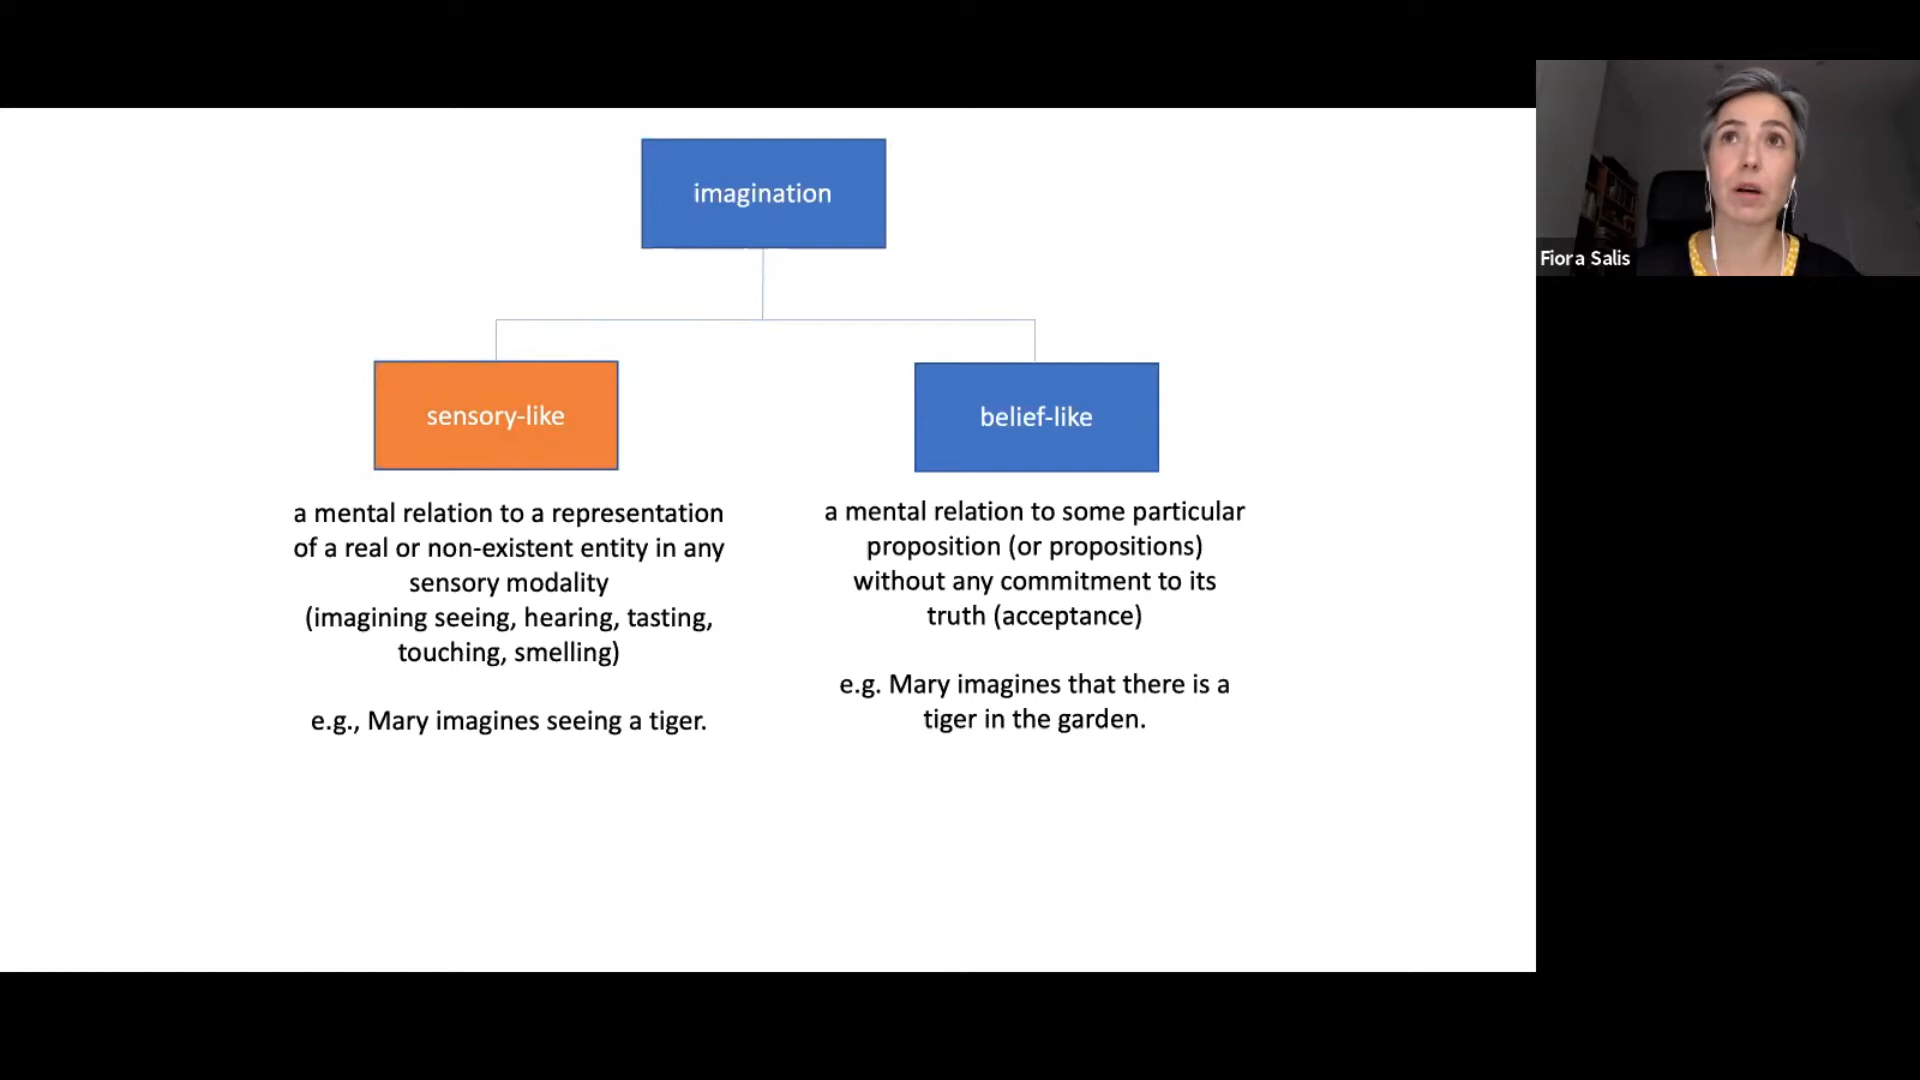 imagination
sensory-like
belief-like
a mental relation to a representation
of a real or non-existent entity in any
sensory modality
(imagining seeing, hearing, tasting,
touching, smelling)
e.g., Mary imagines seeing a tiger.
a mental relation to some particular
proposition (or propositions)
without any commitment to its
truth (acceptance)
e.g. Mary imagines that there is a
tiger in the garden.
Fiora Salis